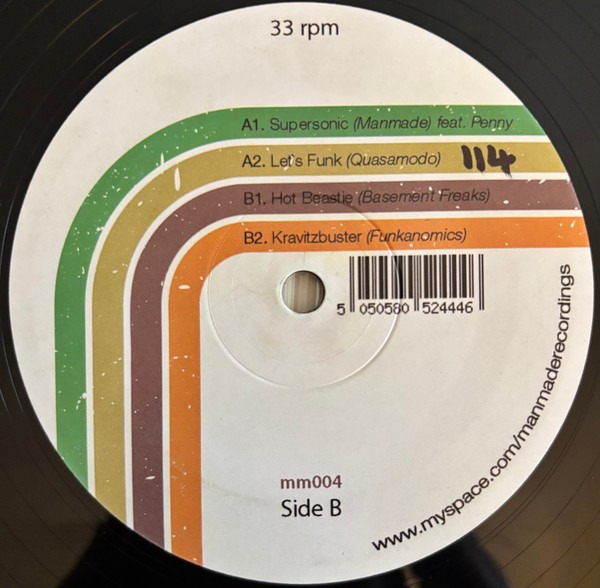 33 rpm
A1. Supersonic (Manmade) feat. Penny
A2. Let's Funk (Quasamodo) 114
B1. Hot Beastie (Basement Freaks)
B2. Kravitzbuster (Funkanomics)
5 050580 524446
www.myspace.com/manmaderecordings
mm004
Side B